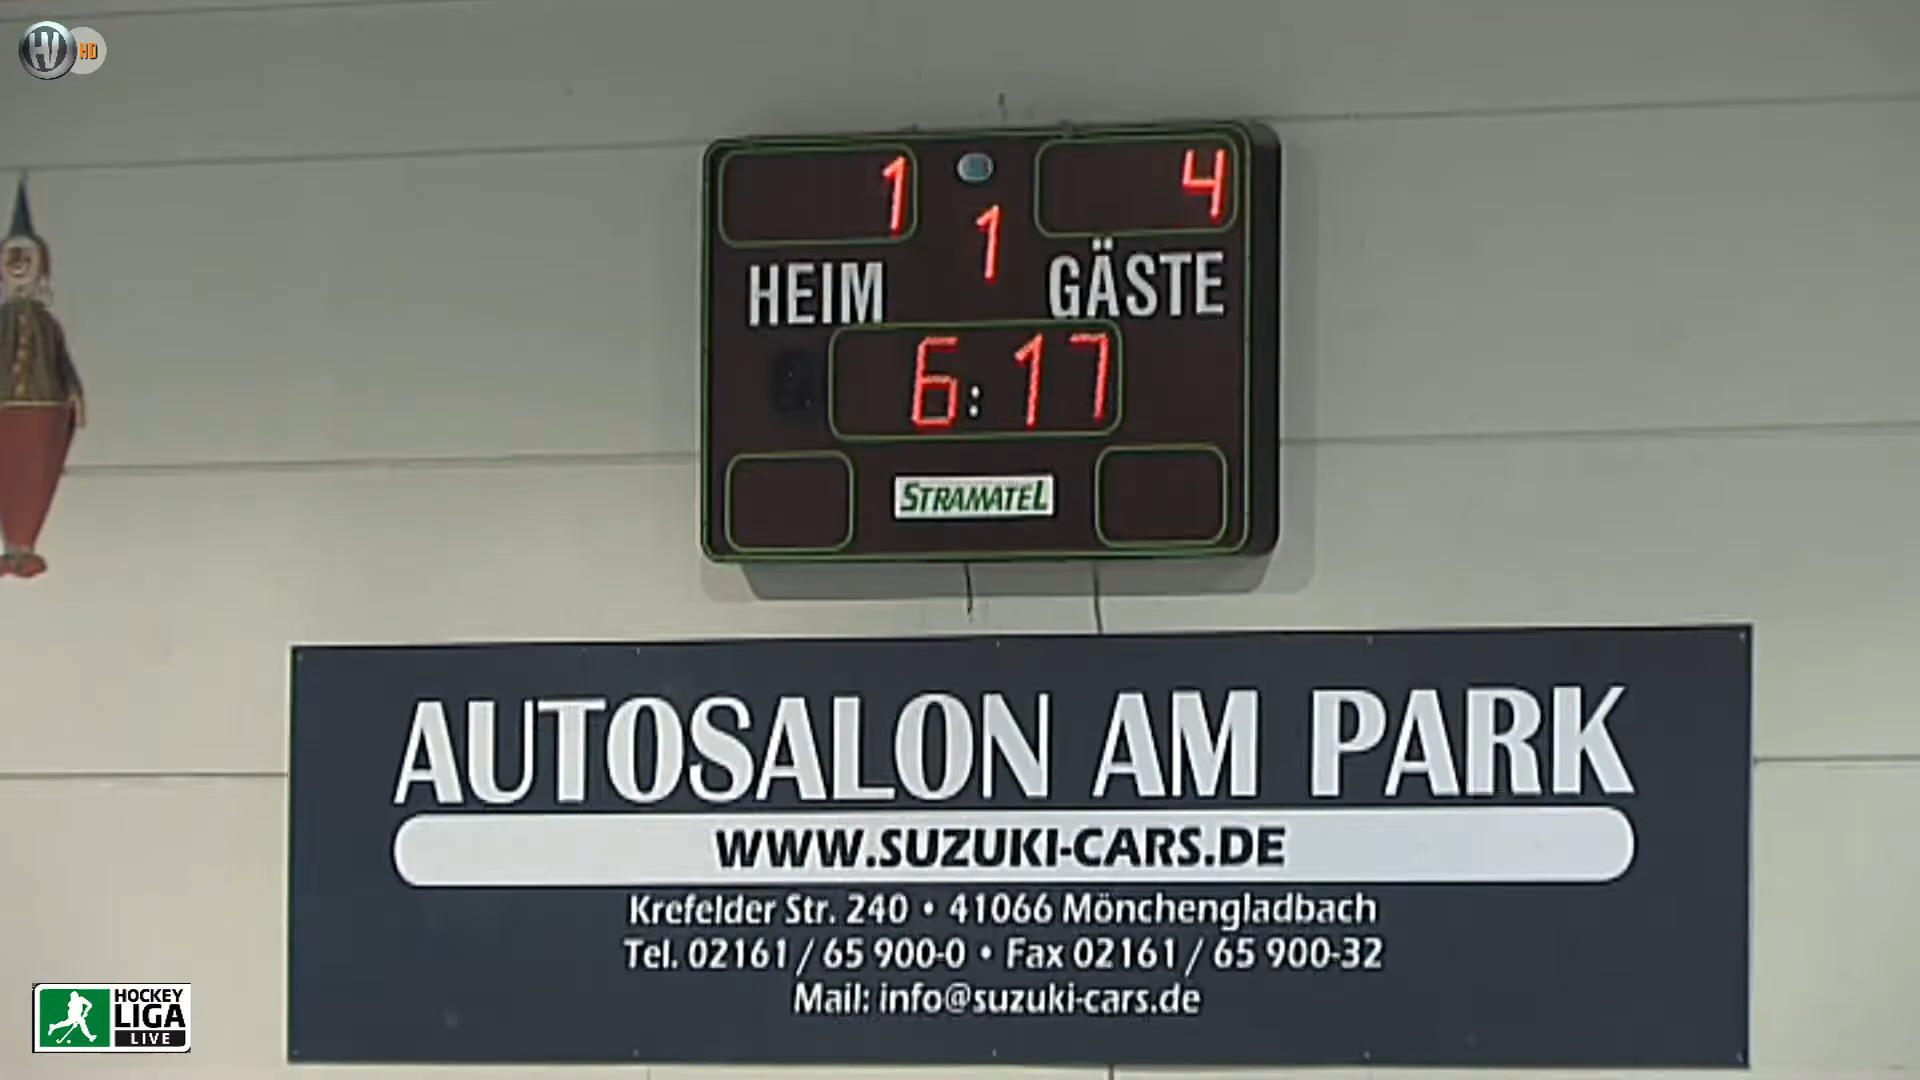 HV HD
1 4
1
HEIM GÄSTE
6:17
STRAMATEL
AUTOSALON AM PARK
WWW.SUZUKI-CARS.DE
Krefelder Str. 240 • 41066 Mönchengladbach
Tel. 02161 / 65 900-0 • Fax 02161 / 65 900-32
Mail: info@suzuki-cars.de
HOCKEY
LIGA
LIVE